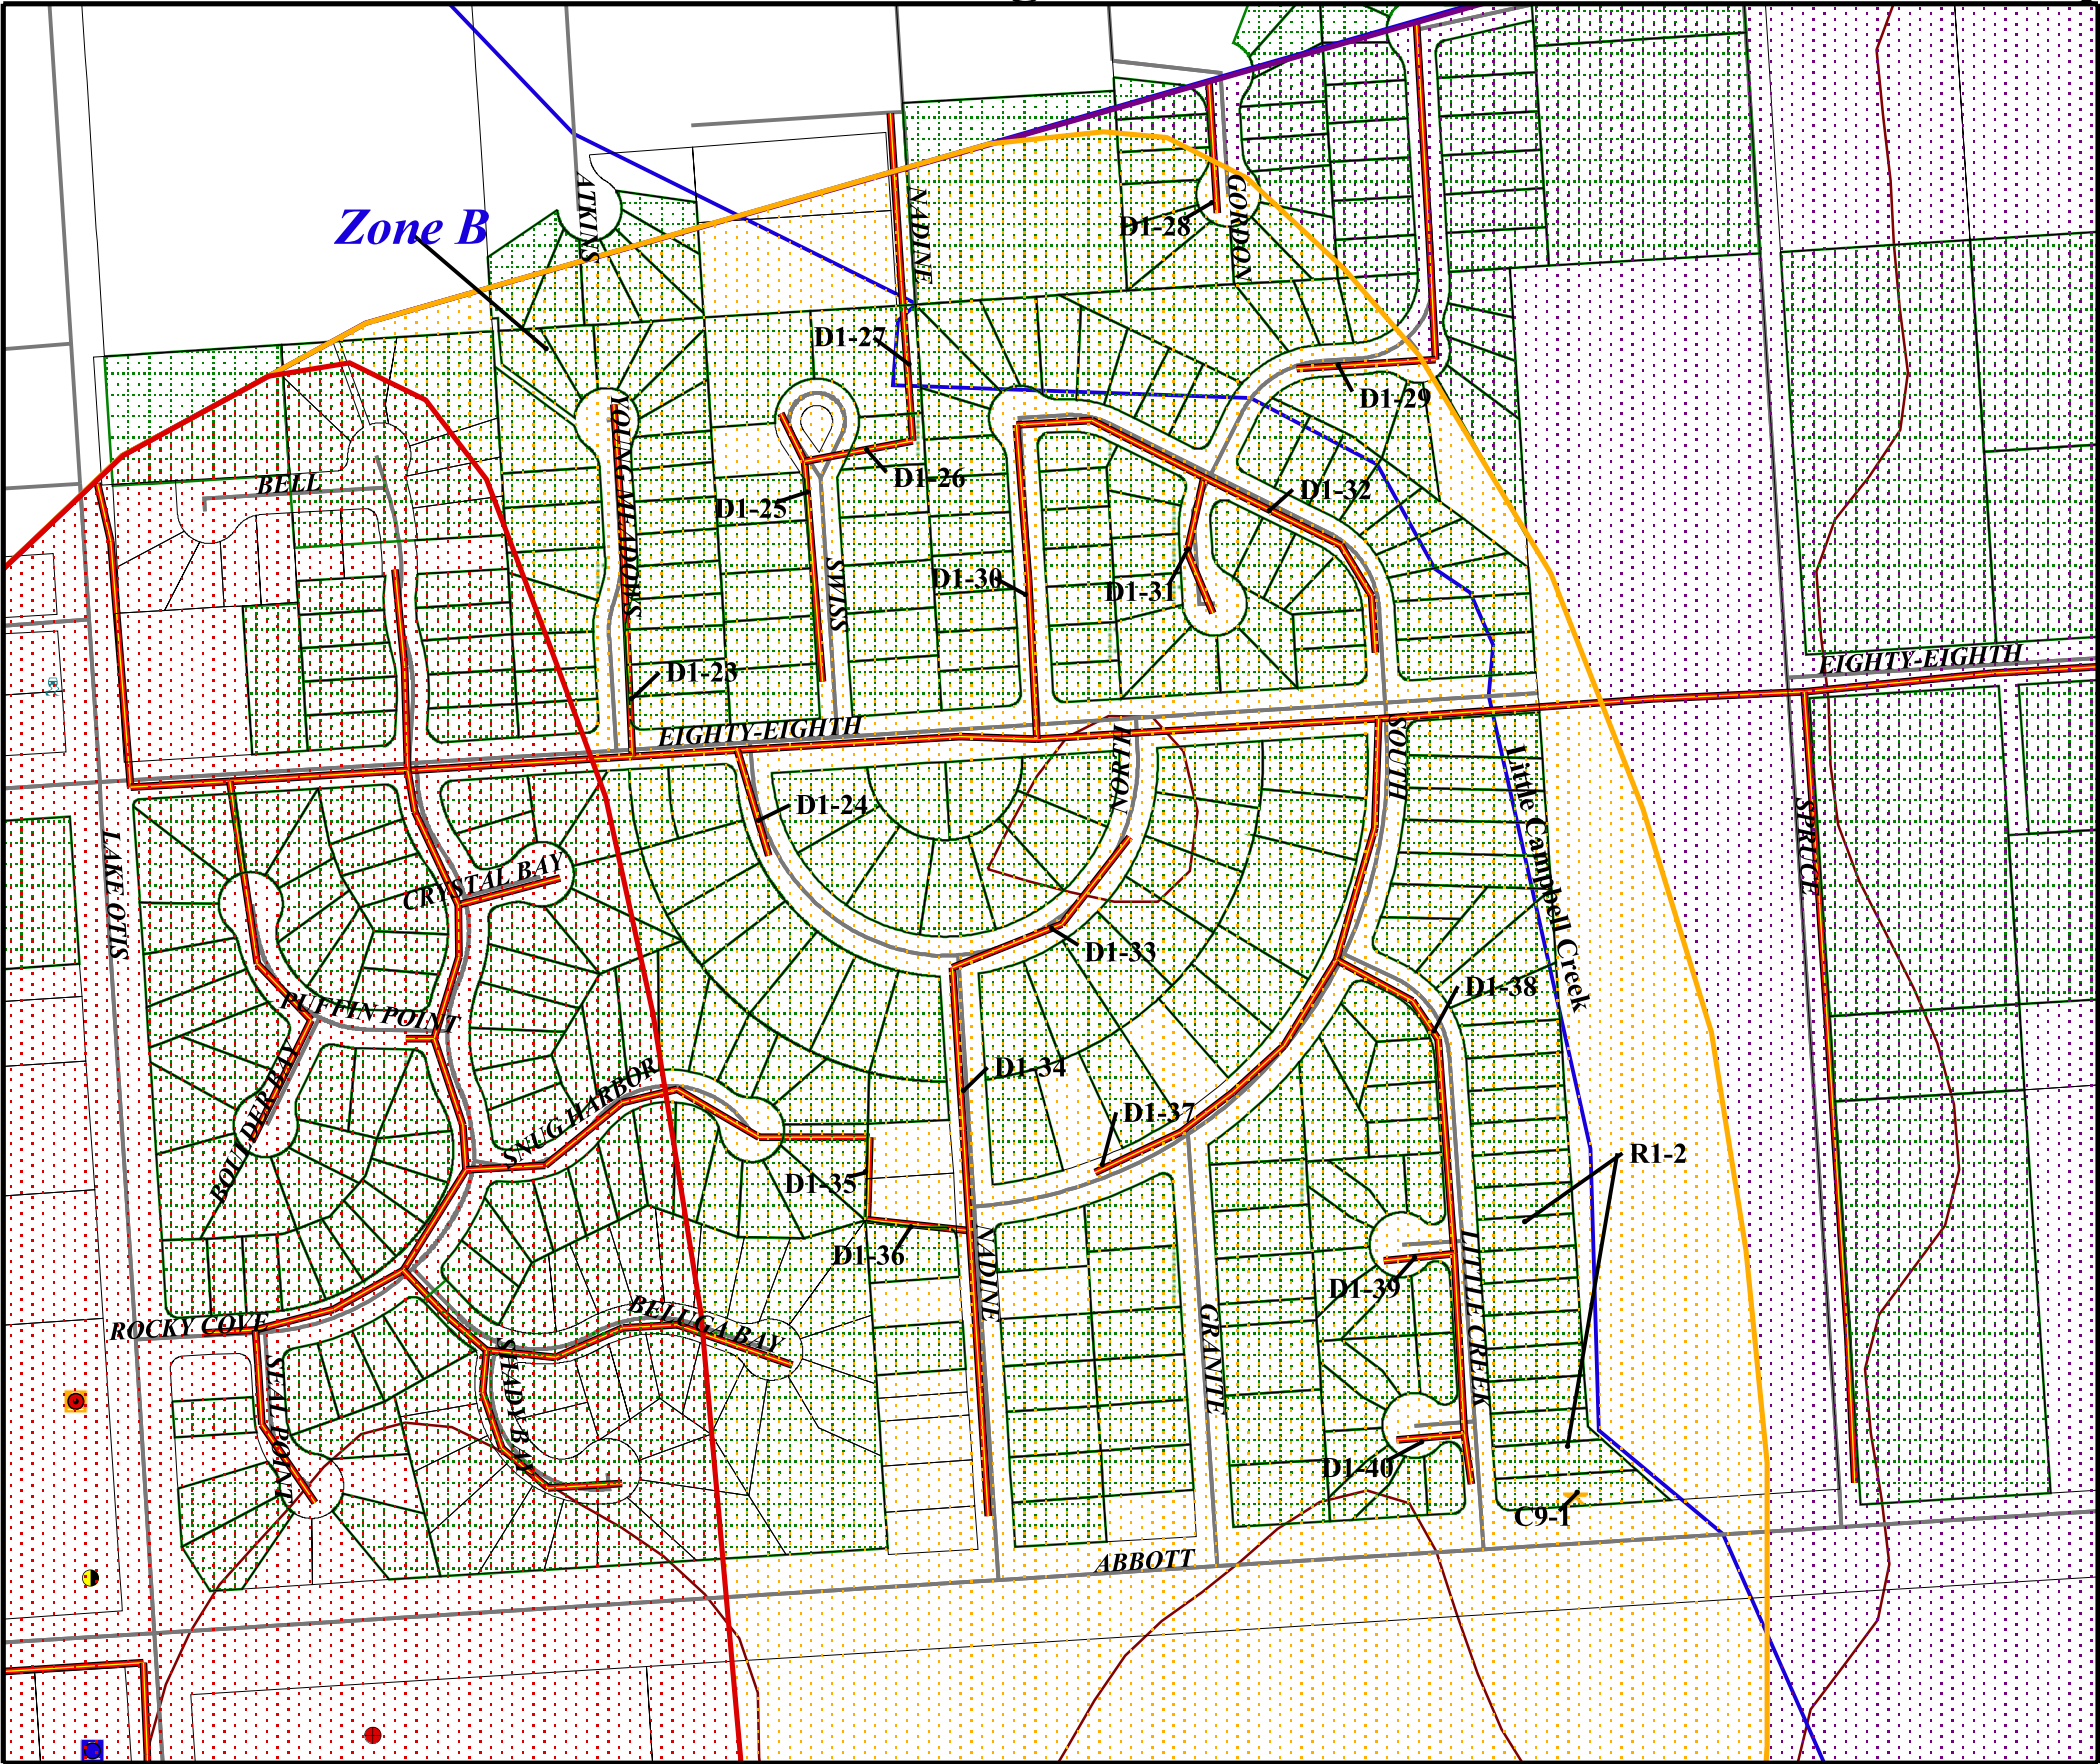 Zone B
ATKINS
NADINE
GORDON
D1-28
D1-27
D1-29
YOUNG MEADOWS
BELL
D1-26
D1-25
D1-32
SWISS
D1-30
D1-31
D1-23
EIGHTY-EIGHTH
EIGHTY-EIGHTH
HILTON
SOUTH
Little Campbell Creek
SPRUCE
D1-24
LAKE OTIS
CRYSTAL BAY
D1-33
D1-38
PUFFIN POINT
BOULDER BAY
SNUG HARBOR
D1-34
D1-37
R1-2
D1-35
D1-36
NADINE
D1-39
LITTLE CREEK
GRANITE
ROCKY COVE
BELUGA BAY
SEAL POINT
SHADY BAY
D1-40
C9-1
ABBOTT